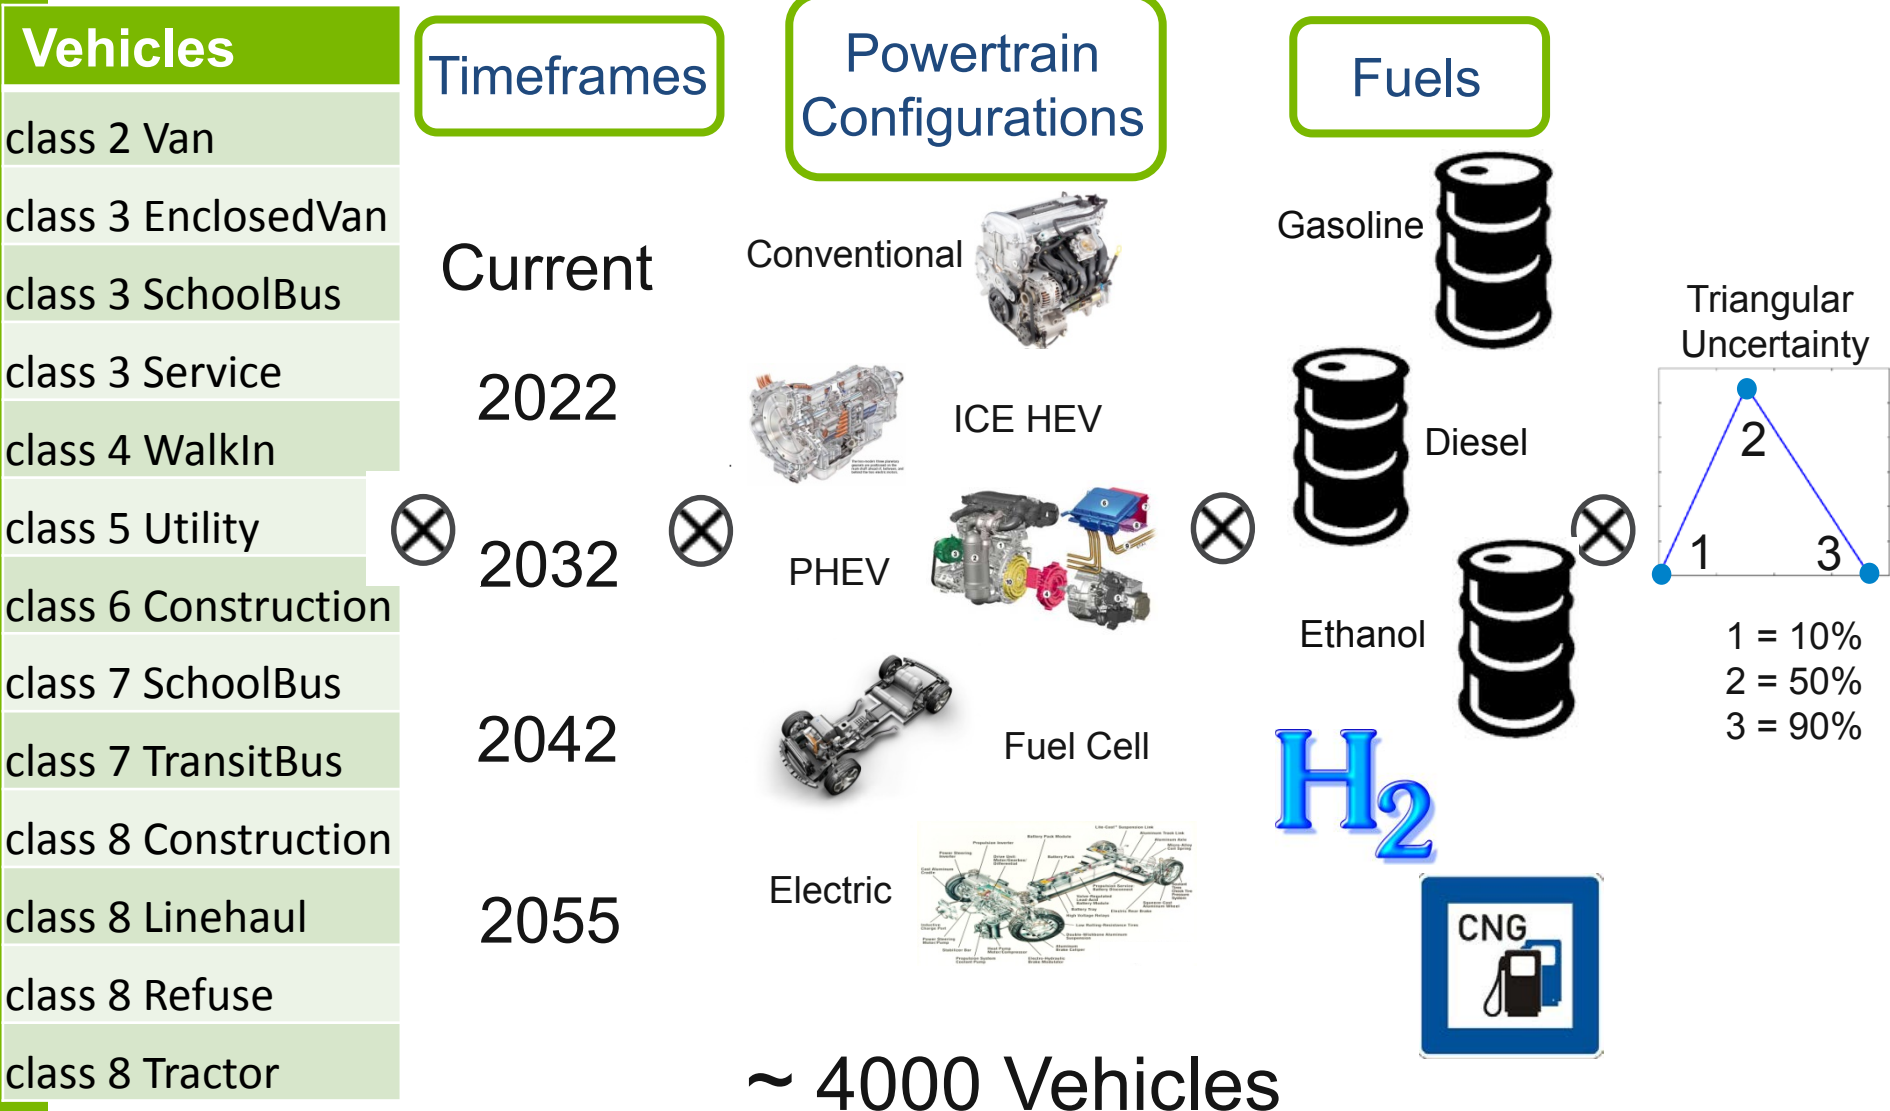 Vehicles
class 2 Van
class 3 EnclosedVan
class 3 SchoolBus
class 3 Service
class 4 WalkIn
class 5 Utility
class 6 Construction
class 7 SchoolBus
class 7 TransitBus
class 8 Construction
class 8 Linehaul
class 8 Refuse
class 8 Tractor
Timeframes
Current
2022
2032
2042
2055
Powertrain
Configurations
Conventional
ICE HEV
PHEV
Fuel Cell
Electric
Fuels
Gasoline
Diesel
Ethanol
H2
CNG
Triangular
Uncertainty
2
1
3
1 = 10%
2 = 50%
3 = 90%
~ 4000 Vehicles